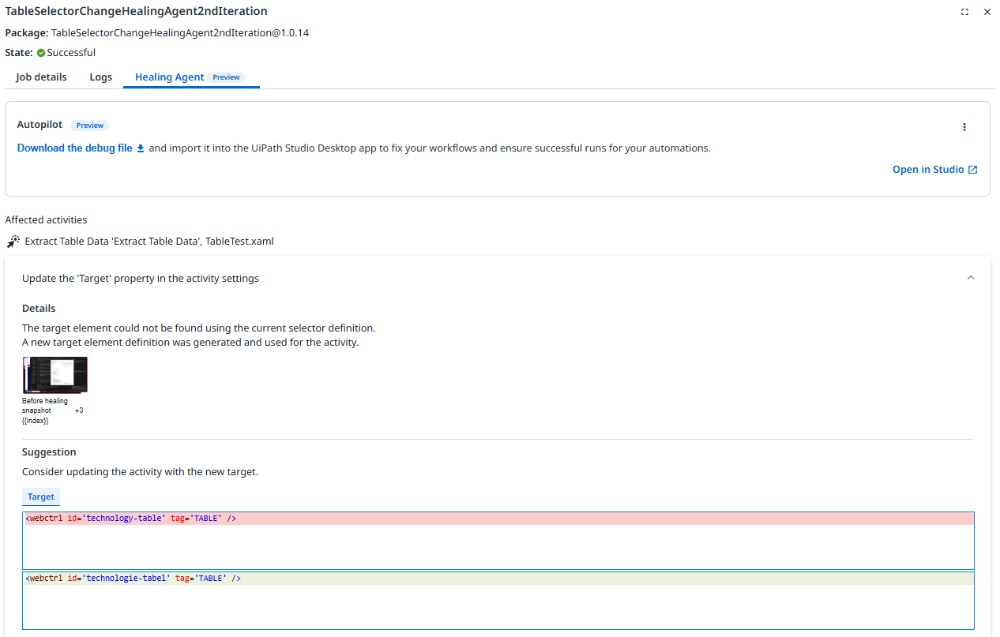 TableSelectorChangeHealingAgent2ndIteration
Package: TableSelectorChangeHealingAgent2ndIteration@1.0.14
State: Successful
Job details Logs Healing Agent Preview
Autopilot Preview
Download the debug file and import it into the UiPath Studio Desktop app to fix your workflows and ensure successful runs for your automations.
Open in Studio
Affected activities
Extract Table Data 'Extract Table Data', TableTest.xaml
Update the 'Target' property in the activity settings
Details
The target element could not be found using the current selector definition.
A new target element definition was generated and used for the activity.
Before healing
snapshot +3
{{index}}
Suggestion
Consider updating the activity with the new target.
Target
<webctrl id='technology-table' tag='TABLE' />
<webctrl id='technologie-tabel' tag='TABLE' />